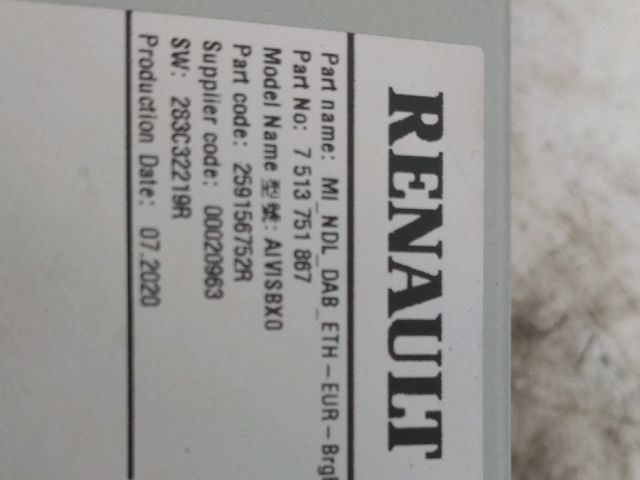 RENAULT
Part name: MI_NDL_DAB_ETH-EUR-Brgl
Part No: 7 513 751 867
Model Name 型號: AIVISBX0
Part code: 259156752R
Supplier code: 00020963
SW: 283C32219R
Production Date: 07.2020